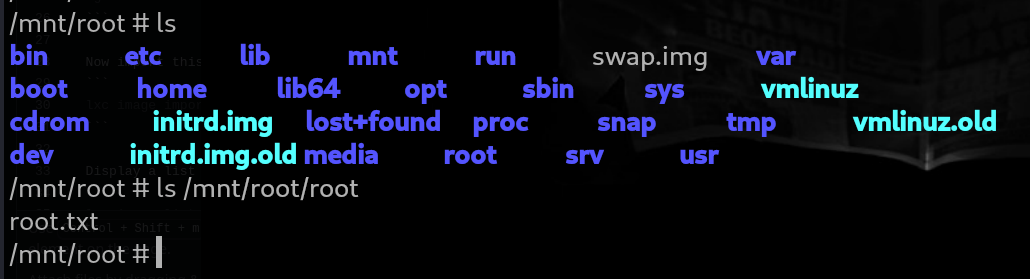 /mnt/root # ls
bin etc lib mnt run swap.img var
boot home lib64 opt sbin sys vmlinuz
cdrom initrd.img lost+found proc snap tmp vmlinuz.old
dev initrd.img.old media root srv usr
/mnt/root # ls /mnt/root/root
root.txt
/mnt/root #